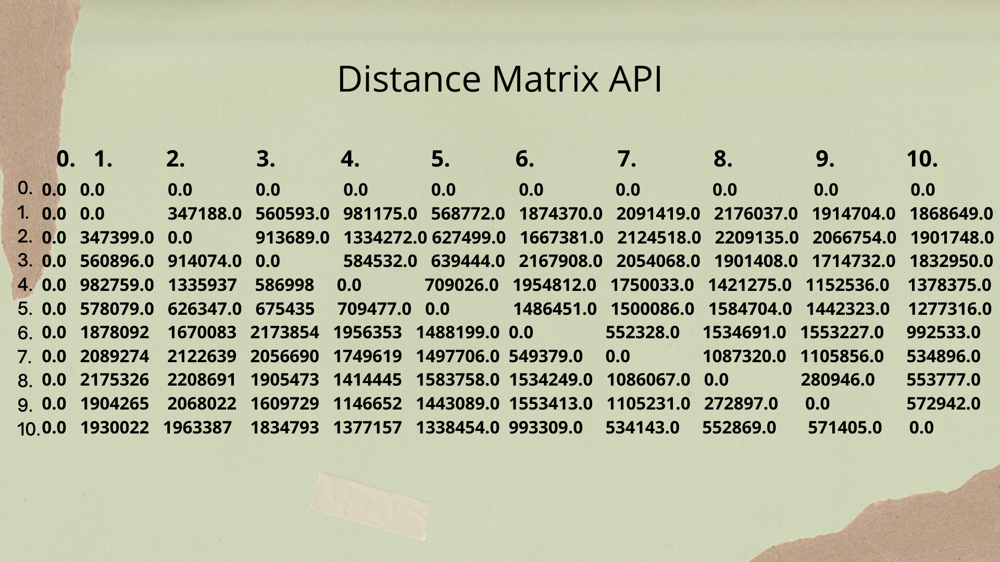 Distance Matrix API
0. 1. 2. 3. 4. 5. 6. 7. 8. 9. 10.
0. 0.0 0.0 0.0 0.0 0.0 0.0 0.0 0.0 0.0 0.0 0.0
1. 0.0 0.0 347188.0 560593.0 981175.0 568772.0 1874370.0 2091419.0 2176037.0 1914704.0 1868649.0
2. 0.0 347399.0 0.0 913689.0 1334272.0 627499.0 1667381.0 2124518.0 2209135.0 2066754.0 1901748.0
3. 0.0 560896.0 914074.0 0.0 584532.0 639444.0 2167908.0 2054068.0 1901408.0 1714732.0 1832950.0
4. 0.0 982759.0 1335937 586998 0.0 709026.0 1954812.0 1750033.0 1421275.0 1152536.0 1378375.0
5. 0.0 578079.0 626347.0 675435 709477.0 0.0 1486451.0 1500086.0 1584704.0 1442323.0 1277316.0
6. 0.0 1878092 1670083 2173854 1956353 1488199.0 0.0 552328.0 1534691.0 1553227.0 992533.0
7. 0.0 2089274 2122639 2056690 1749619 1497706.0 549379.0 0.0 1087320.0 1105856.0 534896.0
8. 0.0 2175326 2208691 1905473 1414445 1583758.0 1534249.0 1086067.0 0.0 280946.0 553777.0
9. 0.0 1904265 2068022 1609729 1146652 1443089.0 1553413.0 1105231.0 272897.0 0.0 572942.0
10. 0.0 1930022 1963387 1834793 1377157 1338454.0 993309.0 534143.0 552869.0 571405.0 0.0